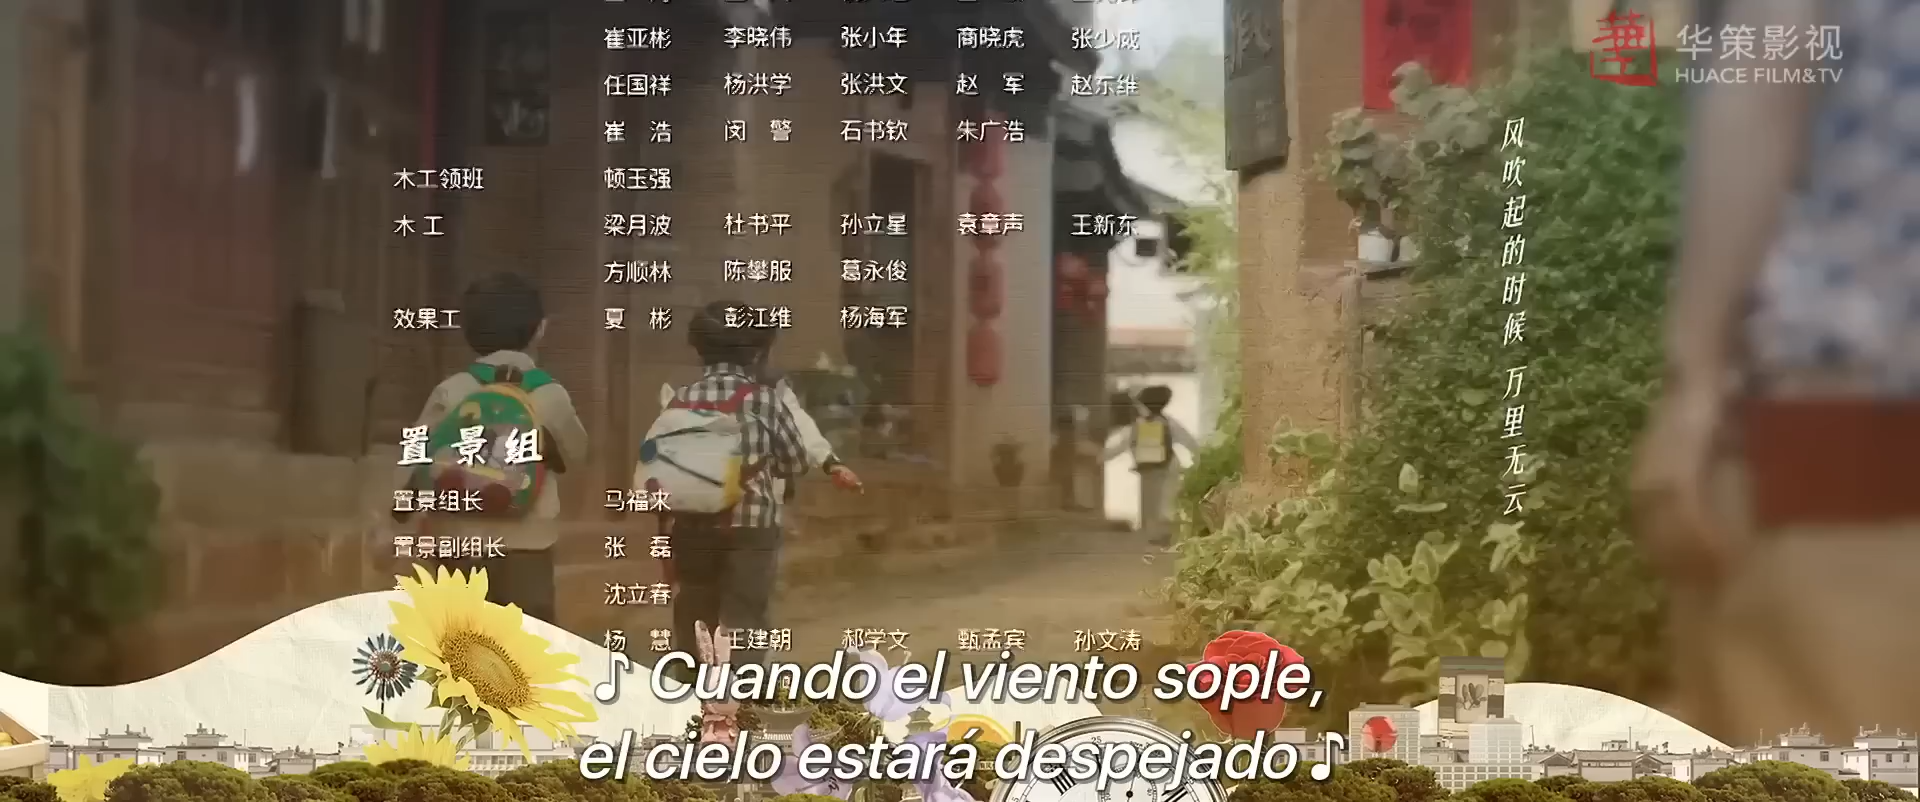 崔亚彬 李晓伟 张小年 商晓虎 张少威
任国祥 杨洪学 张洪文 赵 军 赵东维
崔 浩 闵 警 石书钦 朱广浩
木工领班 顿玉强
木 工 梁月波 杜书平 孙立星 袁章声 王新东
方顺林 陈攀服 葛永俊
效果工 夏 彬 彭江维 杨海军
置景组
置景组长 马福来
置景副组长 张 磊
沈立春
杨 慧 王建朝 郝学文 甄孟宾 孙文涛
華
华策影视
HUACE FILM&TV
风吹起的时候 万里无云
♪ Cuando el viento sople,
el cielo estará despejado ♪